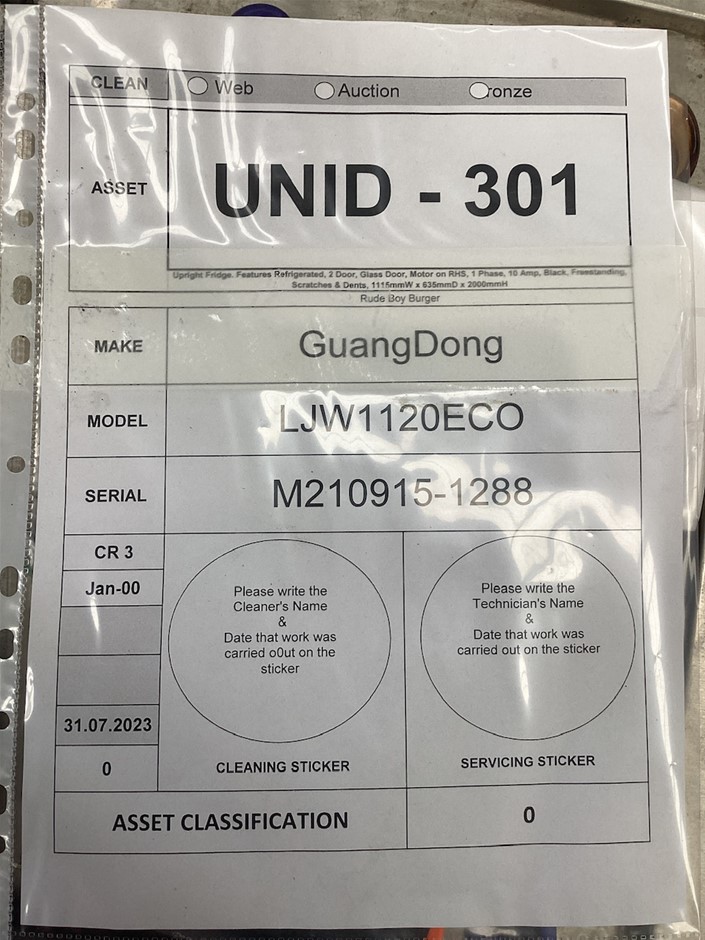 CLEAN Web Auction ronze
ASSET UNID - 301
Upright Fridge. Features Refrigerated, 2 Door, Glass Door, Motor on RHS, 1 Phase, 10 Amp, Black, Freestanding,
Scratches & Dents, 1115mmW x 635mmD x 2000mmH
Rude Boy Burger
MAKE GuangDong
MODEL LJW1120ECO
SERIAL M210915-1288
CR 3
Jan-00
31.07.2023
0
Please write the
Cleaner's Name
&
Date that work was
carried o0ut on the
sticker
CLEANING STICKER
Please write the
Technician's Name
&
Date that work was
carried out on the sticker
SERVICING STICKER
ASSET CLASSIFICATION 0